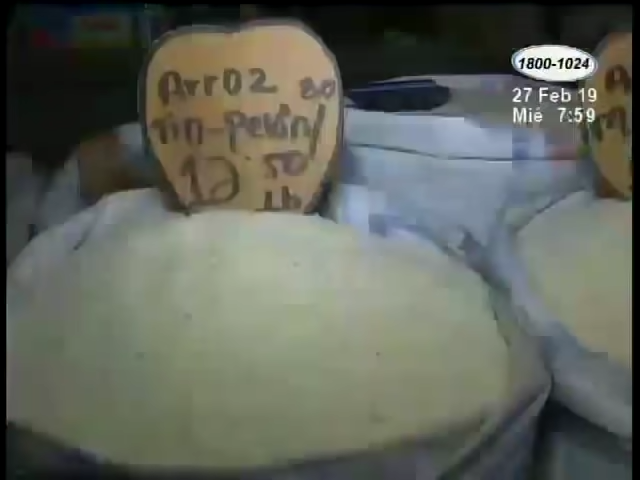 Arroz 80
Tin-Pelón/
12 50
Lb
1800-1024
27 Feb 19
Mié 7:59